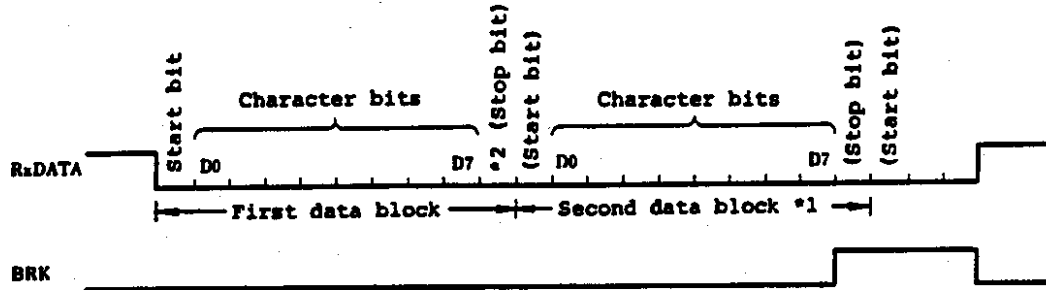 Start bit
*2 (Stop bit)
(Start bit)
(Stop bit)
(Start bit)
Character bits
Character bits
D0
D7
D0
D7
RxDATA
First data block
Second data block *1
BRK